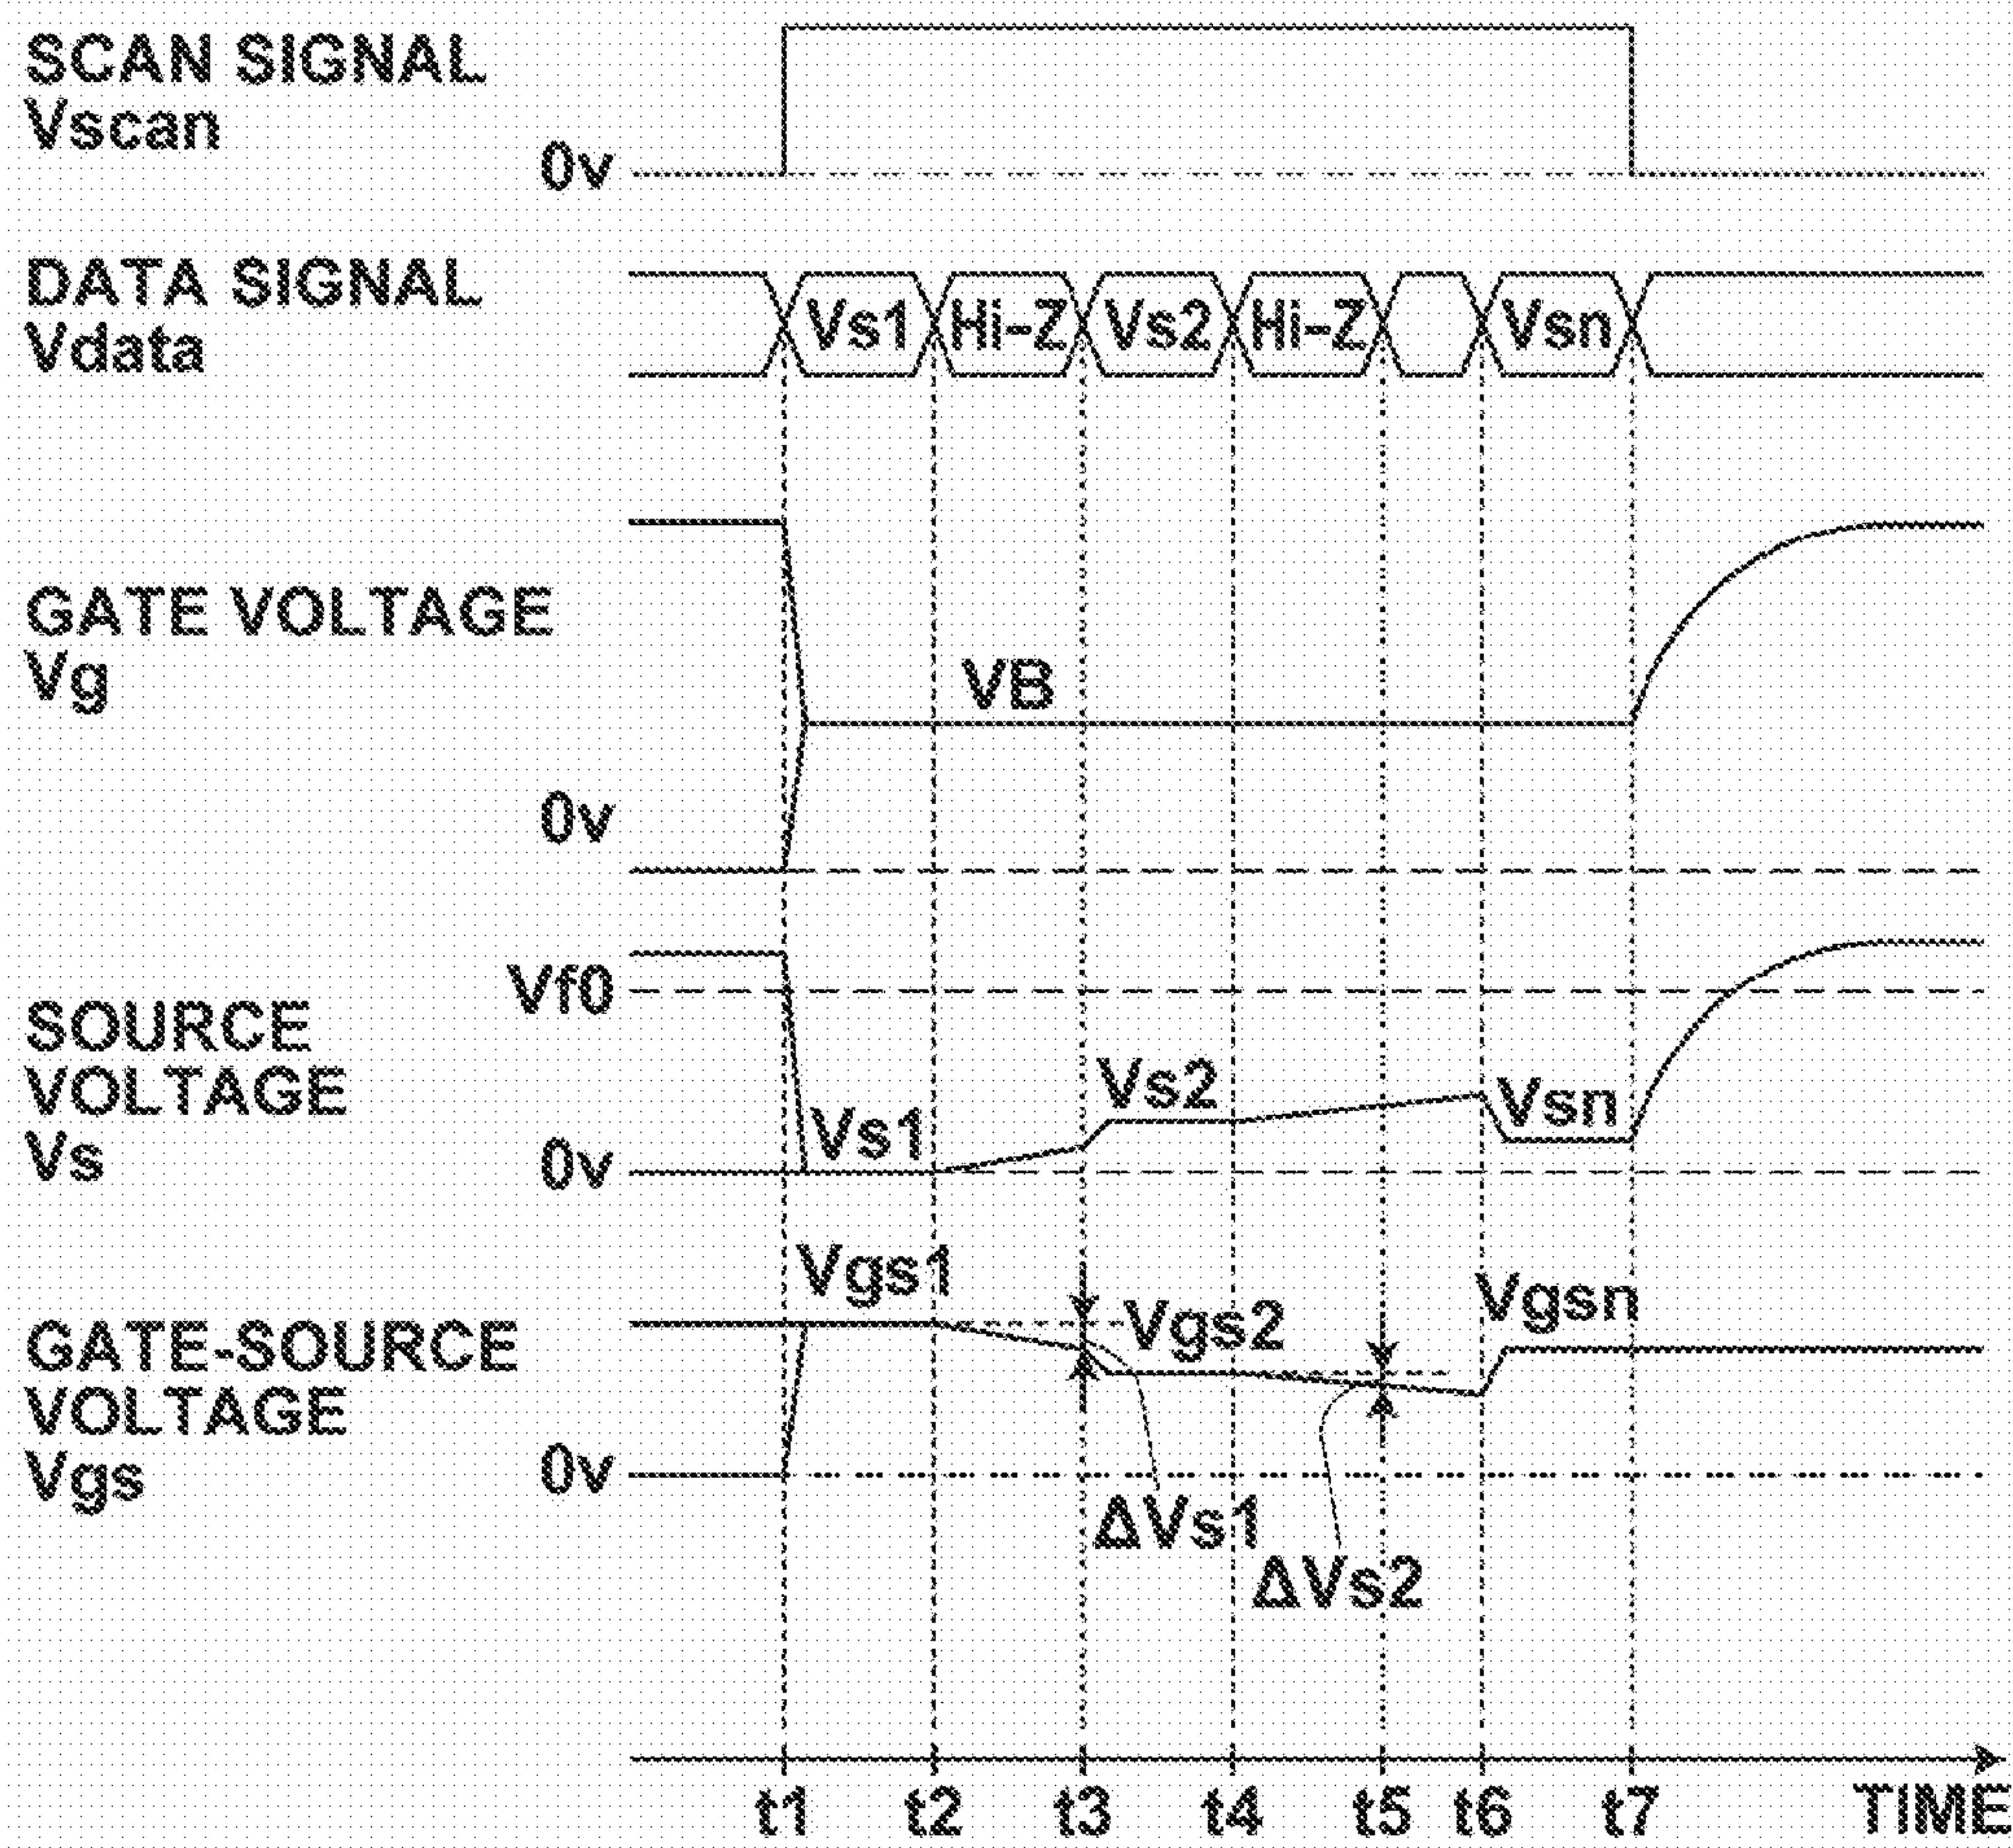 SCAN SIGNAL
Vscan
0v
DATA SIGNAL
Vdata
Vs1
Hi-Z
Vs2
Hi-Z
Vsn
GATE VOLTAGE
Vg
VB
0v
Vf0
SOURCE
VOLTAGE
Vs
Vs1
Vs2
Vsn
0v
Vgs1
Vgs2
Vgsn
GATE-SOURCE
VOLTAGE
Vgs
0v
ΔVs1
ΔVs2
t1 t2 t3 t4 t5 t6 t7 TIME